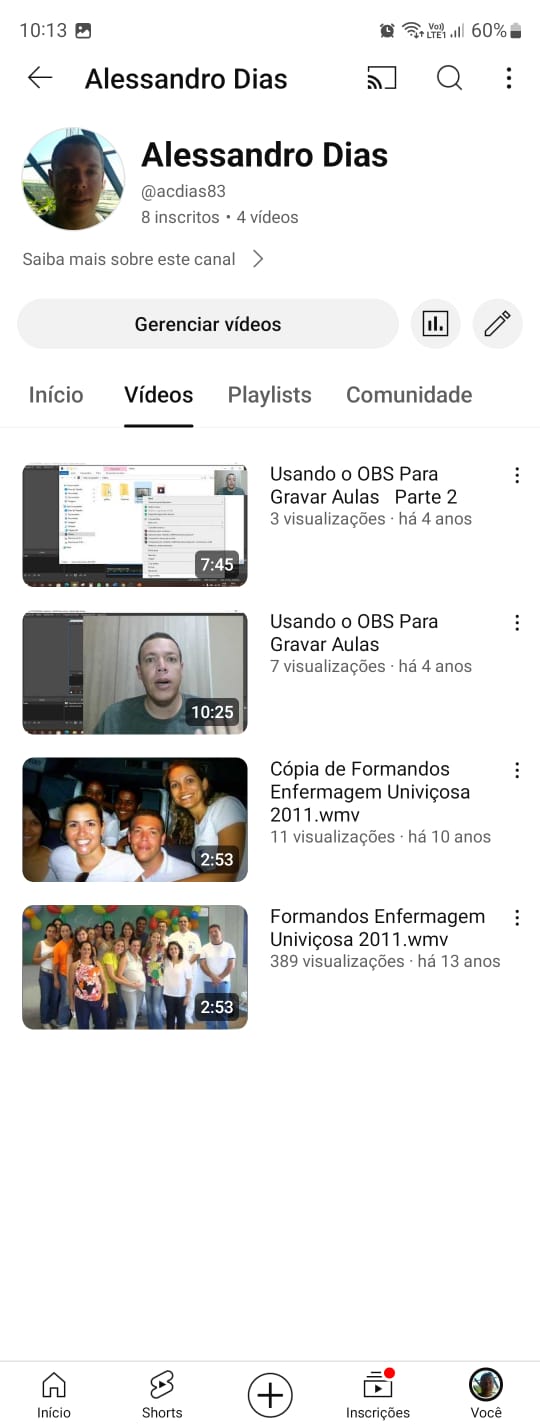 10:13
Vo)) LTE1 60%
Alessandro Dias
Alessandro Dias
@acdias83
8 inscritos • 4 vídeos
Saiba mais sobre este canal
Gerenciar vídeos
Início Vídeos Playlists Comunidade
Usando o OBS Para
Gravar Aulas Parte 2
3 visualizações · há 4 anos
7:45
Usando o OBS Para
Gravar Aulas
7 visualizações · há 4 anos
10:25
Cópia de Formandos
Enfermagem Univiçosa
2011.wmv
11 visualizações · há 10 anos
2:53
Formandos Enfermagem
Univiçosa 2011.wmv
389 visualizações · há 13 anos
2:53
Início Shorts Inscrições Você